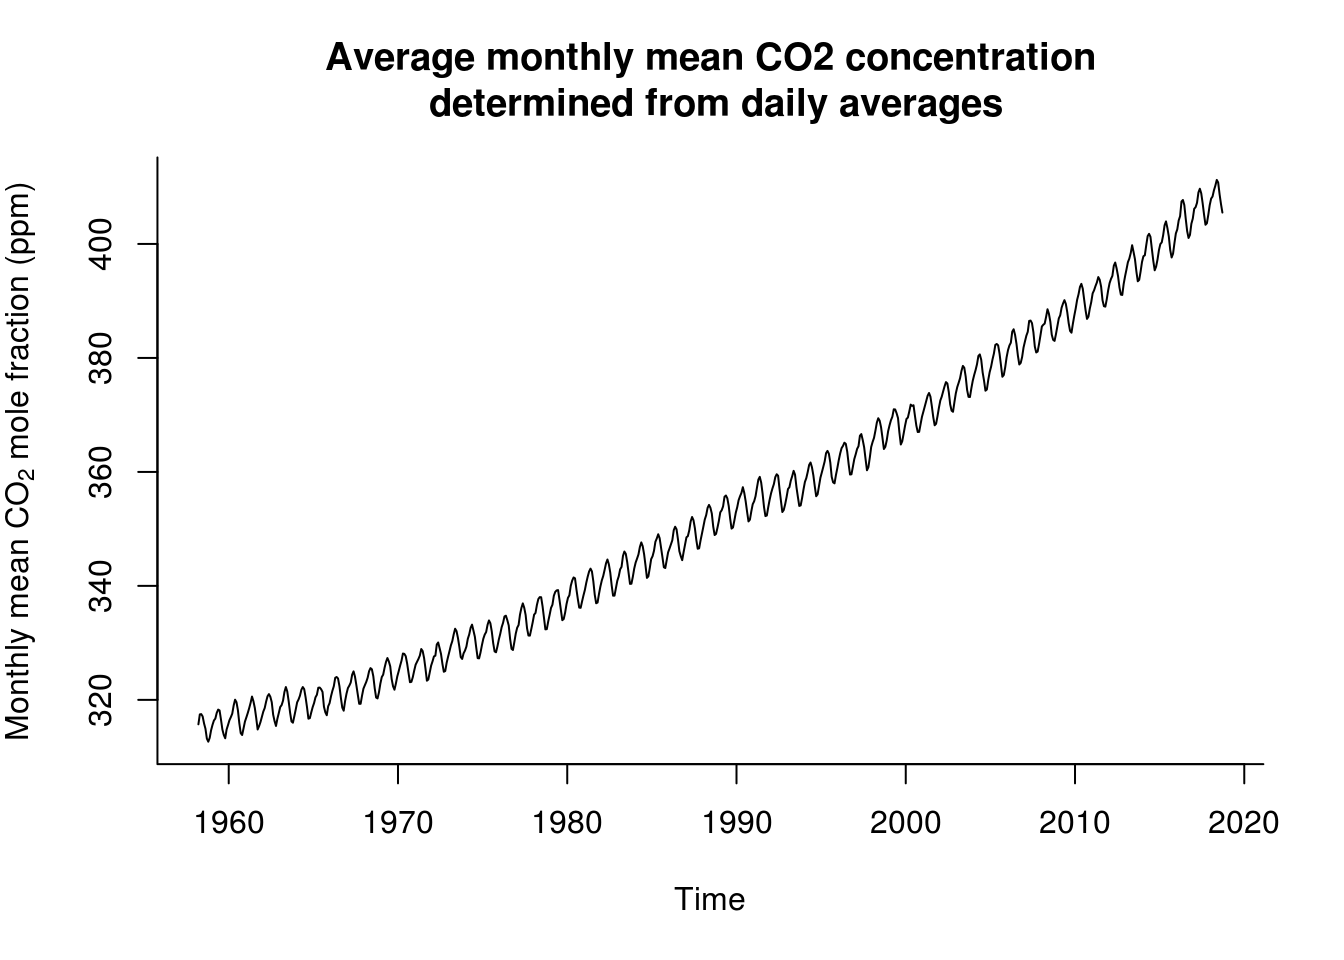 Average monthly mean CO2 concentration
determined from daily averages
Monthly mean CO₂ mole fraction (ppm)
400
380
360
340
320
1960 1970 1980 1990 2000 2010 2020
Time